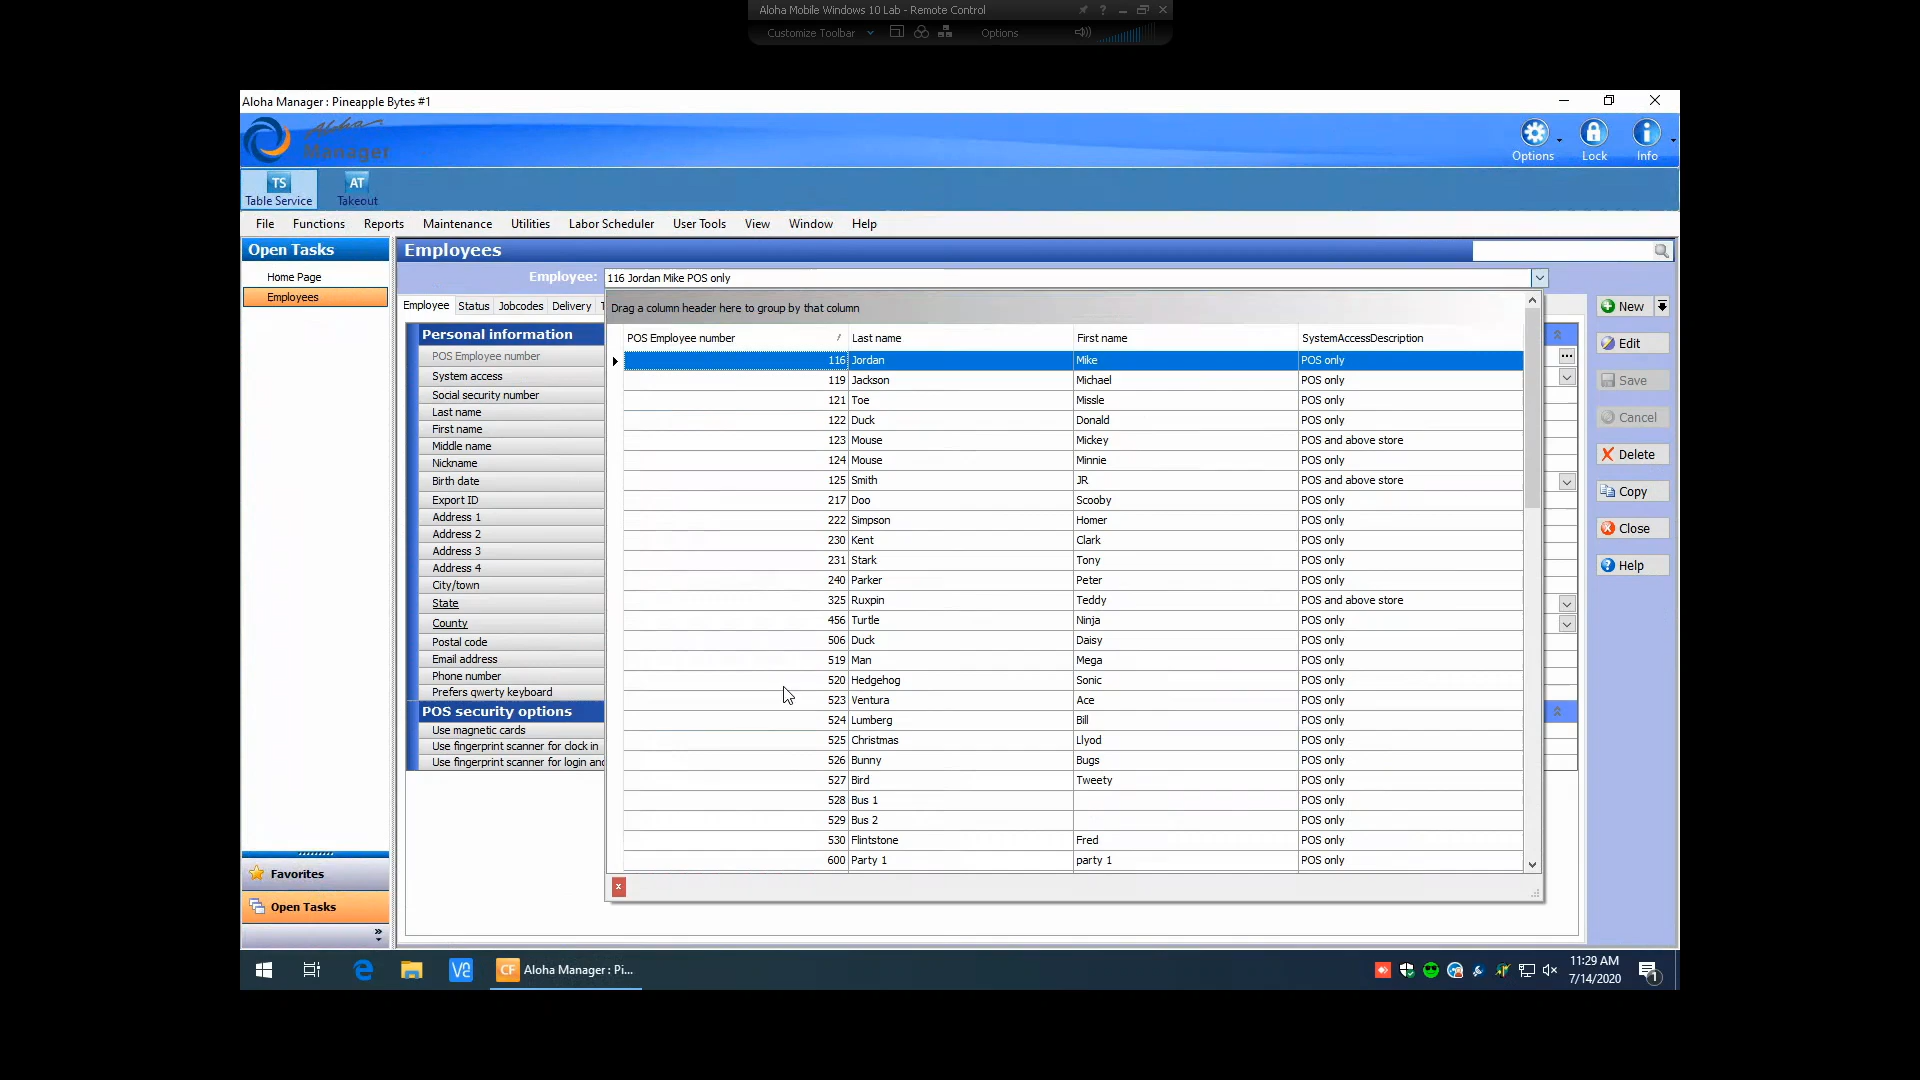 Aloha Mobile Windows 10 Lab - Remote Control
Customize Toolbar
Options
Aloha Manager : Pineapple Bytes #1
Aloha
Manager
Options
Lock
Info
TS
Table Service
AT
Takeout
File Functions Reports Maintenance Utilities Labor Scheduler User Tools View Window Help
Open Tasks
Home Page
Employees
Favorites
Open Tasks
Employees
Employee: 116 Jordan Mike POS only
Employee Status Jobcodes Delivery
Personal information
POS Employee number
System access
Social security number
Last name
First name
Middle name
Nickname
Birth date
Export ID
Address 1
Address 2
Address 3
Address 4
City/town
State
County
Postal code
Email address
Phone number
Prefers qwerty keyboard
POS security options
Use magnetic cards
Use fingerprint scanner for clock in
Use fingerprint scanner for login and
Drag a column header here to group by that column
POS Employee number Last name First name SystemAccessDescription
116 Jordan Mike POS only
119 Jackson Michael POS only
121 Toe Missle POS only
122 Duck Donald POS only
123 Mouse Mickey POS and above store
124 Mouse Minnie POS only
125 Smith JR POS and above store
217 Doo Scooby POS only
222 Simpson Homer POS only
230 Kent Clark POS only
231 Stark Tony POS only
240 Parker Peter POS only
325 Ruxpin Teddy POS and above store
456 Turtle Ninja POS only
506 Duck Daisy POS only
519 Man Mega POS only
520 Hedgehog Sonic POS only
523 Ventura Ace POS only
524 Lumberg Bill POS only
525 Christmas Llyod POS only
526 Bunny Bugs POS only
527 Bird Tweety POS only
528 Bus 1 POS only
529 Bus 2 POS only
530 Flintstone Fred POS only
600 Party 1 party 1 POS only
New
Edit
Save
Cancel
Delete
Copy
Close
Help
CF Aloha Manager : Pi...
11:29 AM
7/14/2020
1